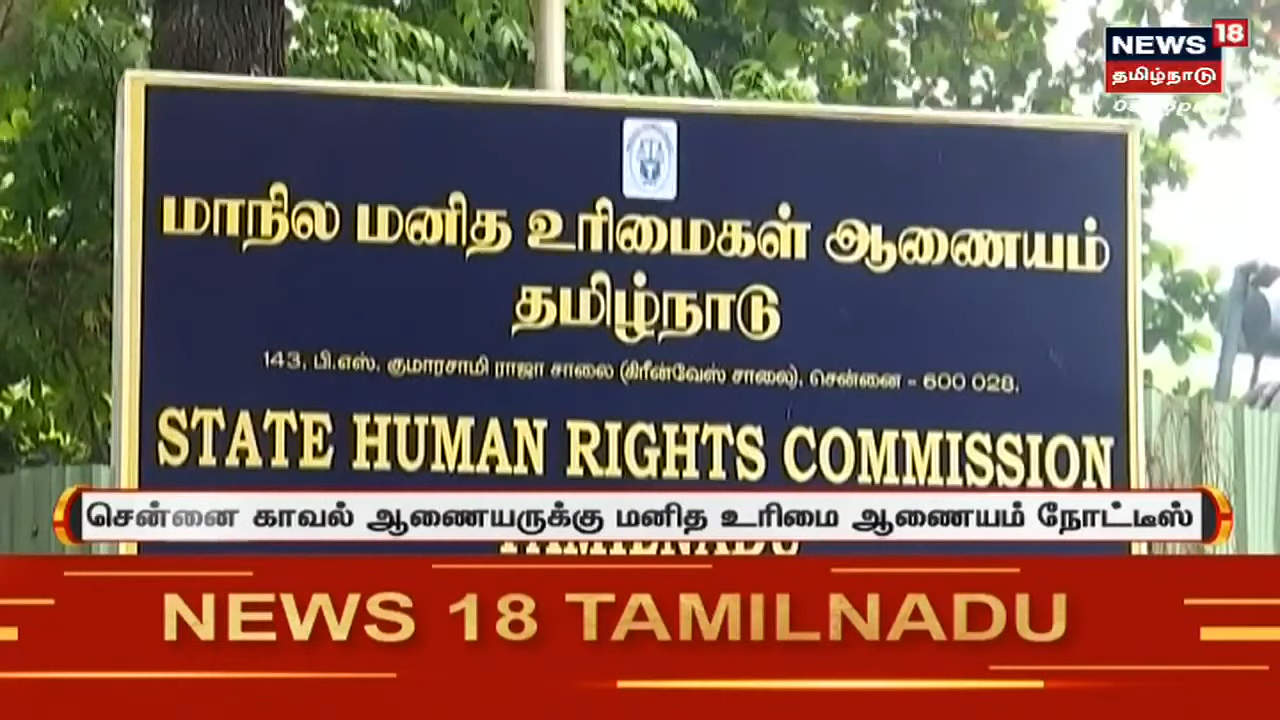 NEWS 18
தமிழ்நாடு
மாநில மனித உரிமைகள் ஆணையம்
தமிழ்நாடு
143, பி.எஸ். குமாரசாமி ராஜா சாலை (கிரீன்வேஸ் சாலை), சென்னை - 600 028.
STATE HUMAN RIGHTS COMMISSION
சென்னை காவல் ஆணையருக்கு மனித உரிமை ஆணையம் நோட்டீஸ்
TAMILNADU
NEWS 18 TAMILNADU